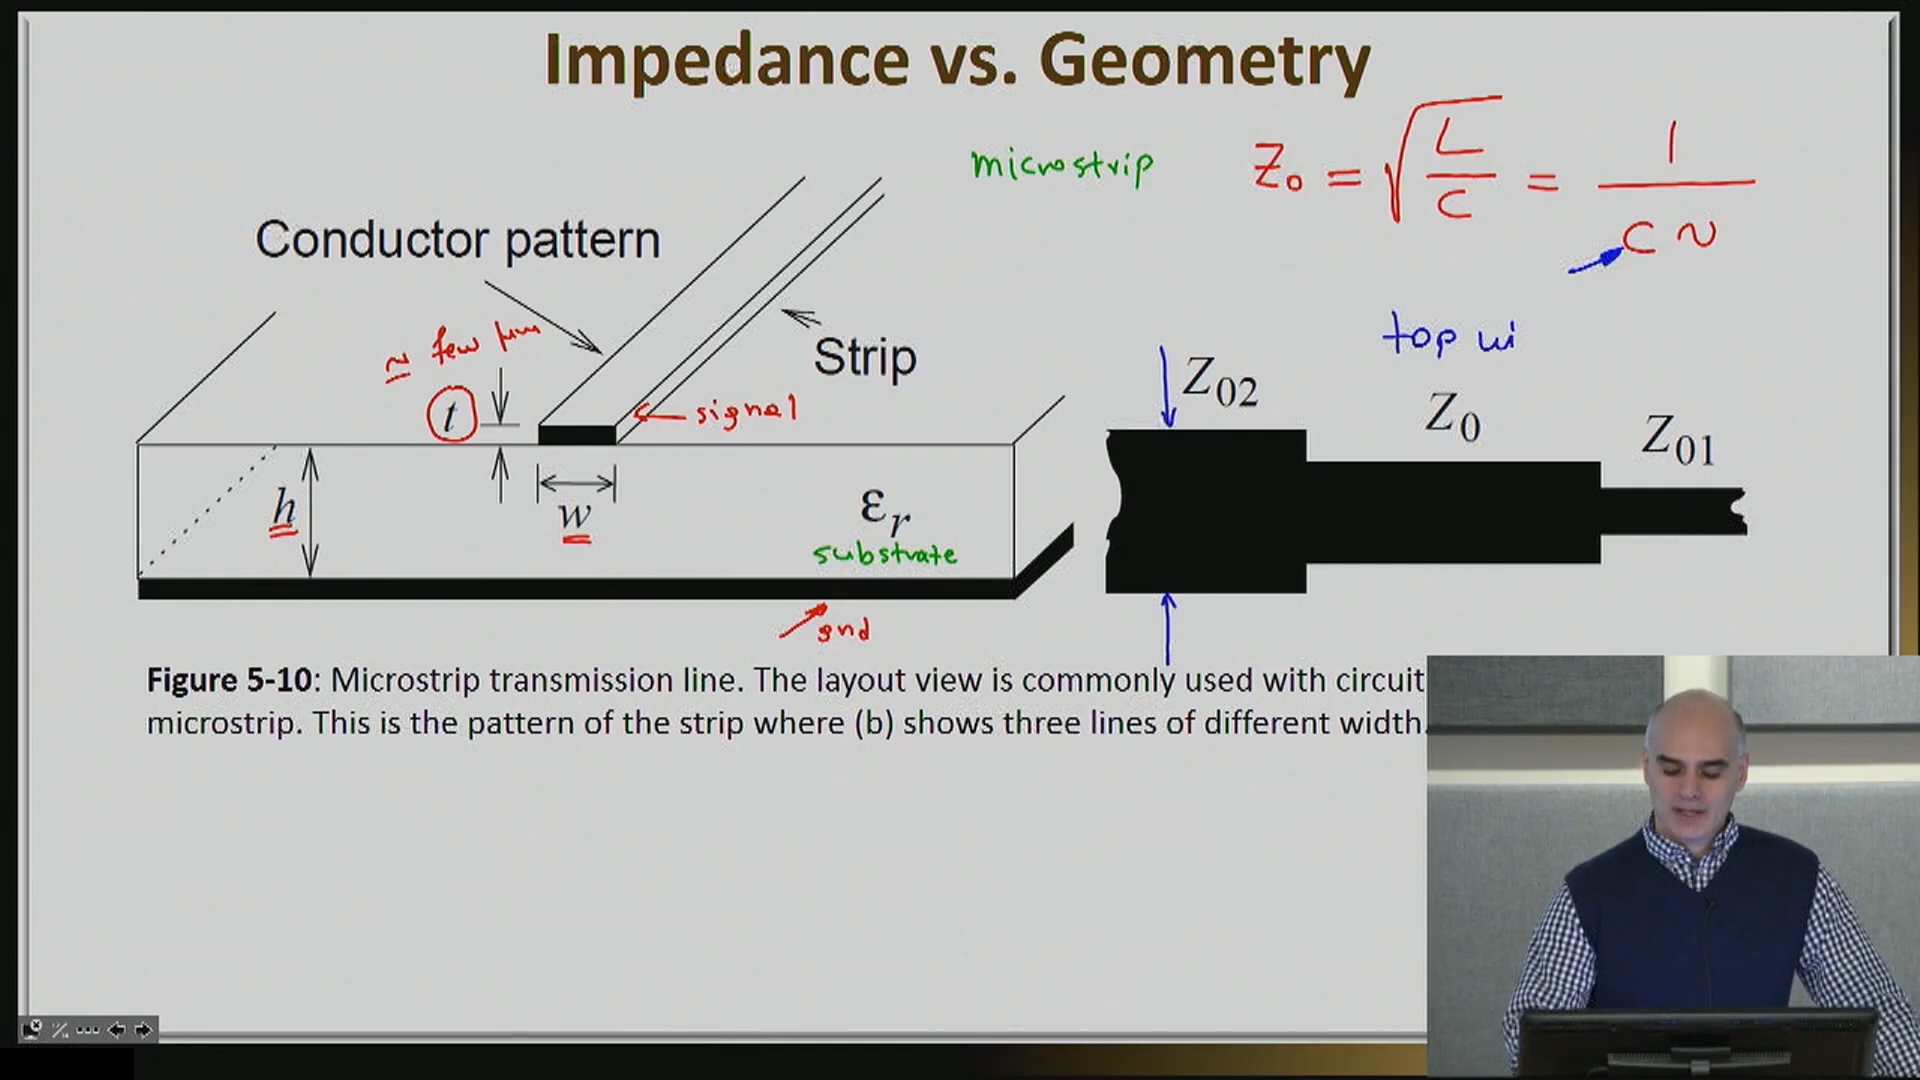 Impedance vs. Geometry
microstrip
Z₀ = √(L/C) = 1/(C v)
Conductor pattern
≈ few μm
Strip
top vi
t
signal
Z₀₂
Z₀
Z₀₁
h
w
εᵣ
substrate
gnd
Figure 5-10: Microstrip transmission line. The layout view is commonly used with circuit
microstrip. This is the pattern of the strip where (b) shows three lines of different width.